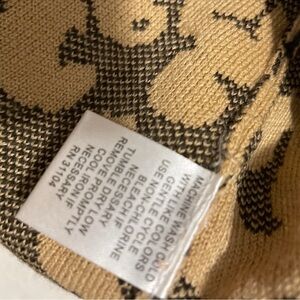 MACHINE WASH COLD
WITH LIKE COLORS
GENTLE CYCLE
USE NON-CHLORINE
BLEACH IF
NECESSARY
TUMBLE DRY LOW
REMOVE PROMPTLY
COOL IRON IF
NECESSARY
RN 31104